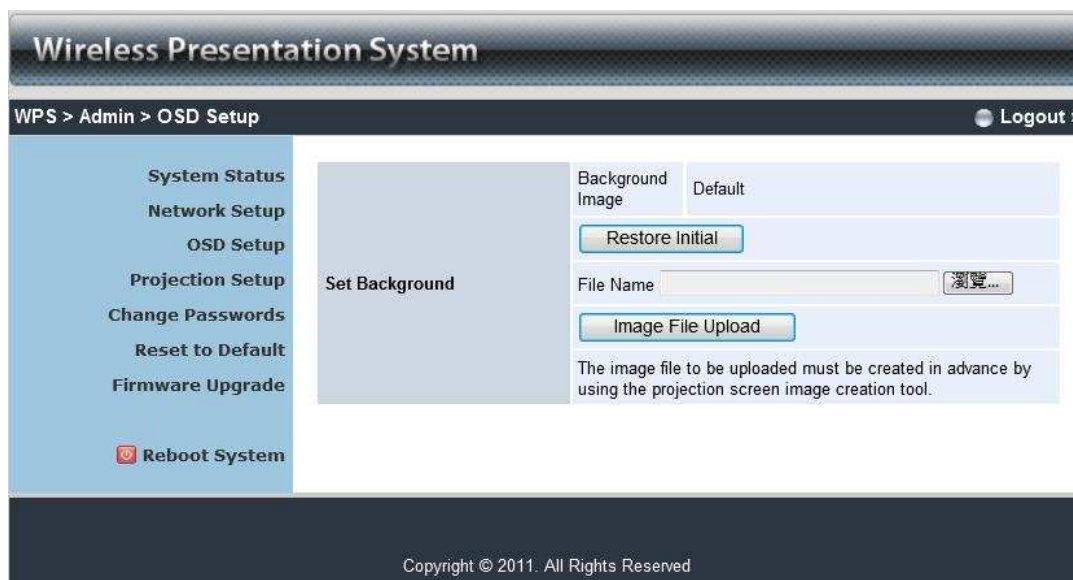 Wireless Presentation System
WPS > Admin > OSD Setup
Logout
System Status
Network Setup
OSD Setup
Projection Setup
Change Passwords
Reset to Default
Firmware Upgrade
Reboot System
Set Background
Background
Image
Default
Restore Initial
File Name
瀏覽...
Image File Upload
The image file to be uploaded must be created in advance by
using the projection screen image creation tool.
Copyright © 2011. All Rights Reserved